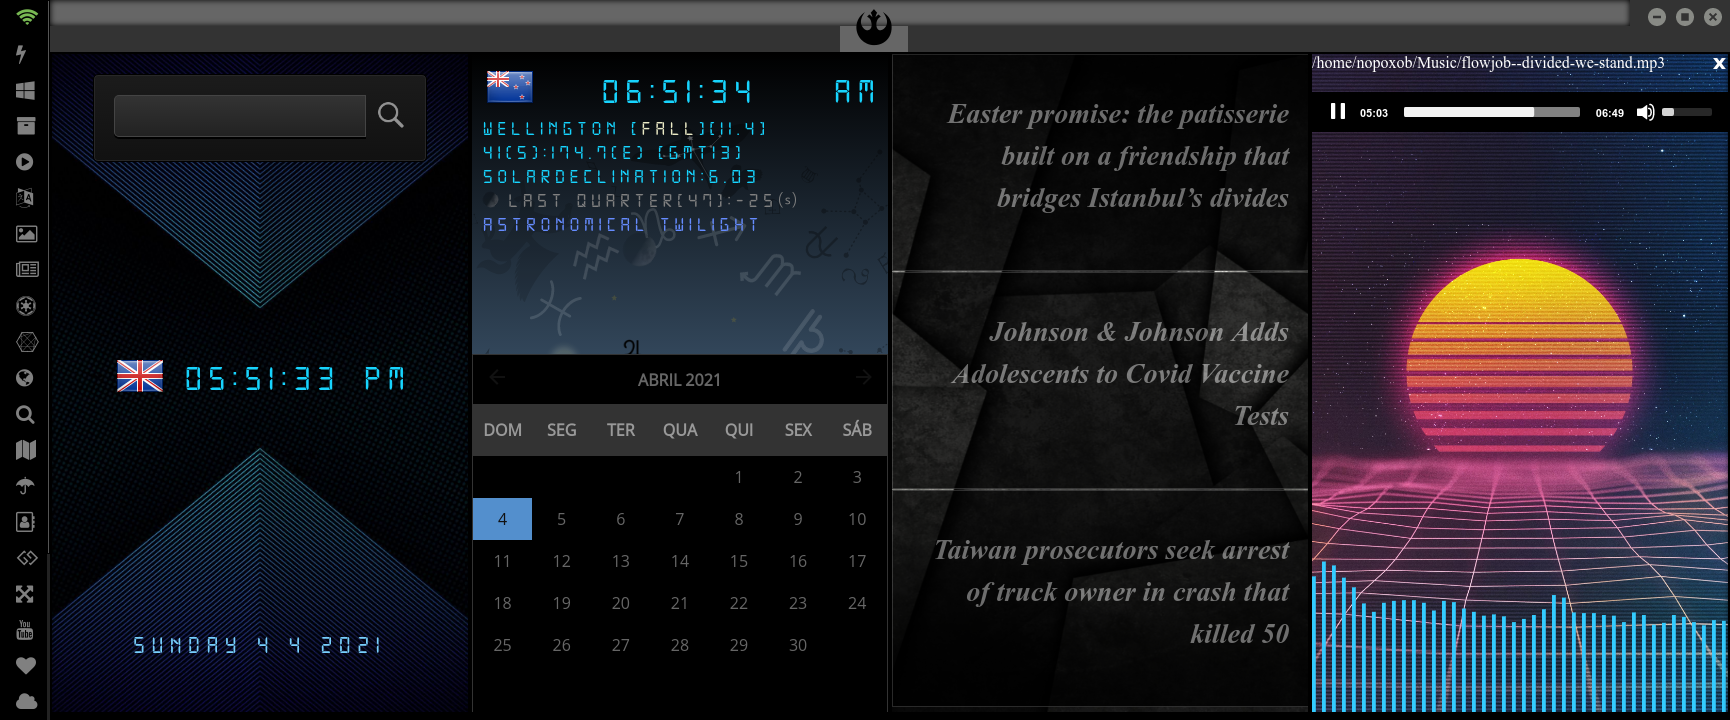 05:51:33 PM
SUNDAY 4 4 2021
06:51:34 AM
WELLINGTON [FALL][11.4]
41(S):174.7(E) [GMT13]
SOLARDECLINATION:6.03
LAST QUARTER[47]:-25(s)
ASTRONOMICAL TWILIGHT
ABRIL 2021
DOM SEG TER QUA QUI SEX SÁB
1 2 3
4 5 6 7 8 9 10
11 12 13 14 15 16 17
18 19 20 21 22 23 24
25 26 27 28 29 30
Easter promise: the patisserie
built on a friendship that
bridges Istanbul’s divides
Johnson & Johnson Adds
Adolescents to Covid Vaccine
Tests
Taiwan prosecutors seek arrest
of truck owner in crash that
killed 50
/home/nopoxob/Music/flowjob--divided-we-stand.mp3 X
05:03 06:49
You
Tube